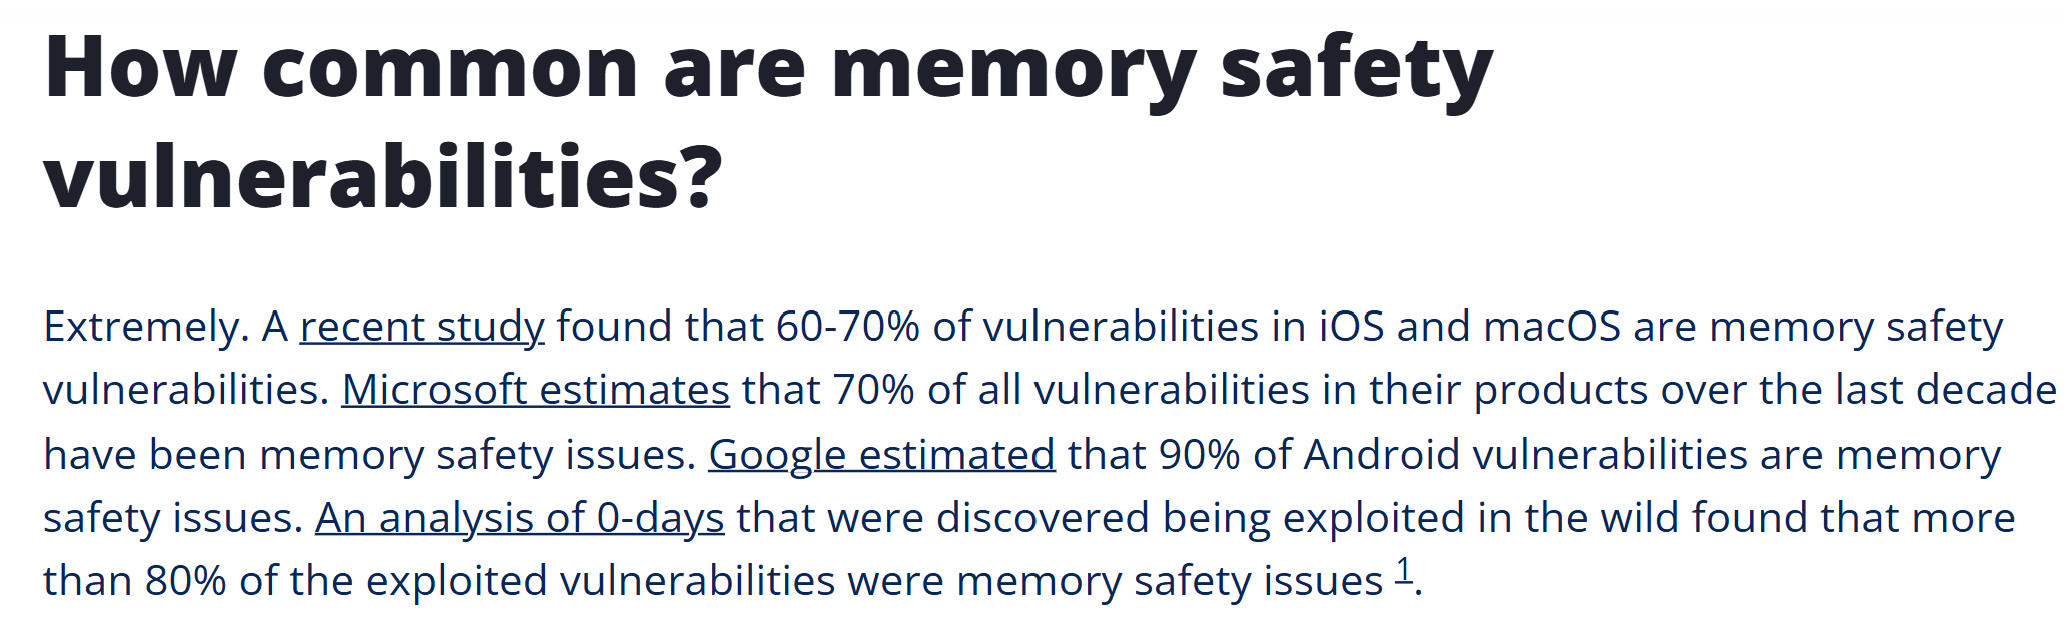 How common are memory safety
vulnerabilities?
Extremely. A recent study found that 60-70% of vulnerabilities in iOS and macOS are memory safety
vulnerabilities. Microsoft estimates that 70% of all vulnerabilities in their products over the last decade
have been memory safety issues. Google estimated that 90% of Android vulnerabilities are memory
safety issues. An analysis of 0-days that were discovered being exploited in the wild found that more
than 80% of the exploited vulnerabilities were memory safety issues 1.